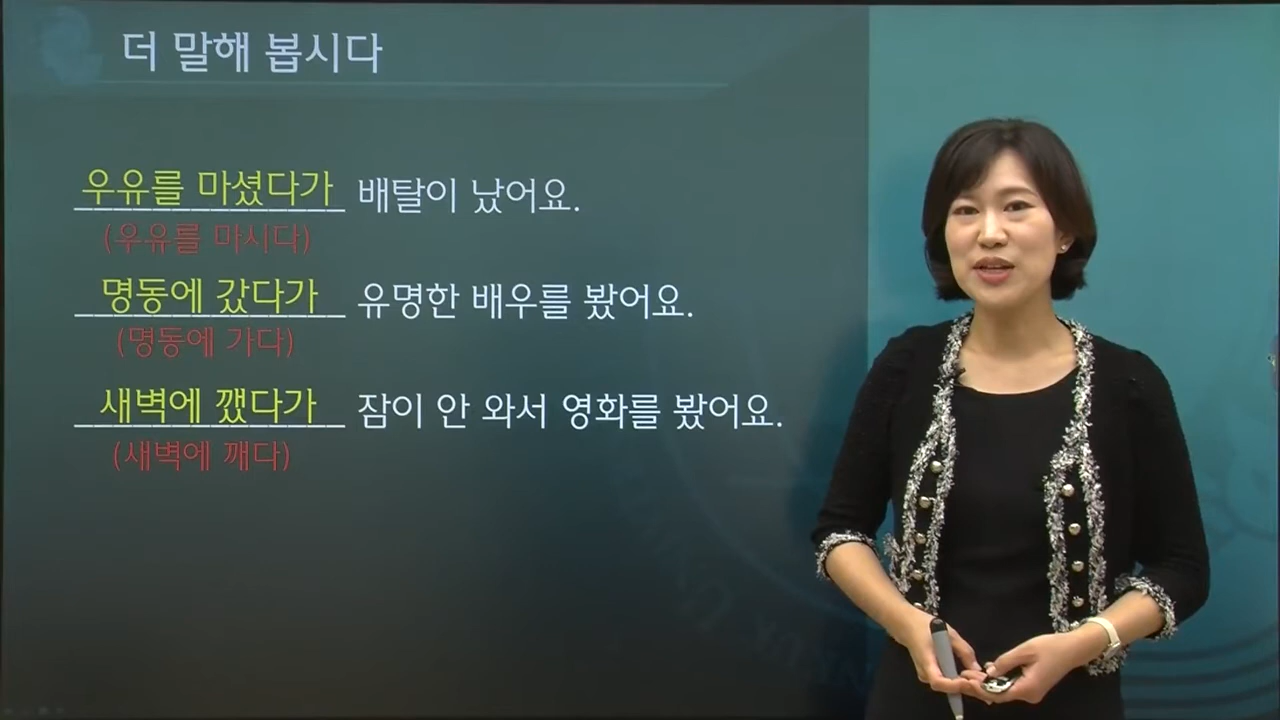 더 말해 봅시다
우유를 마셨다가 배탈이 났어요.
(우유를 마시다)
명동에 갔다가 유명한 배우를 봤어요.
(명동에 가다)
새벽에 깼다가 잠이 안 와서 영화를 봤어요.
(새벽에 깨다)